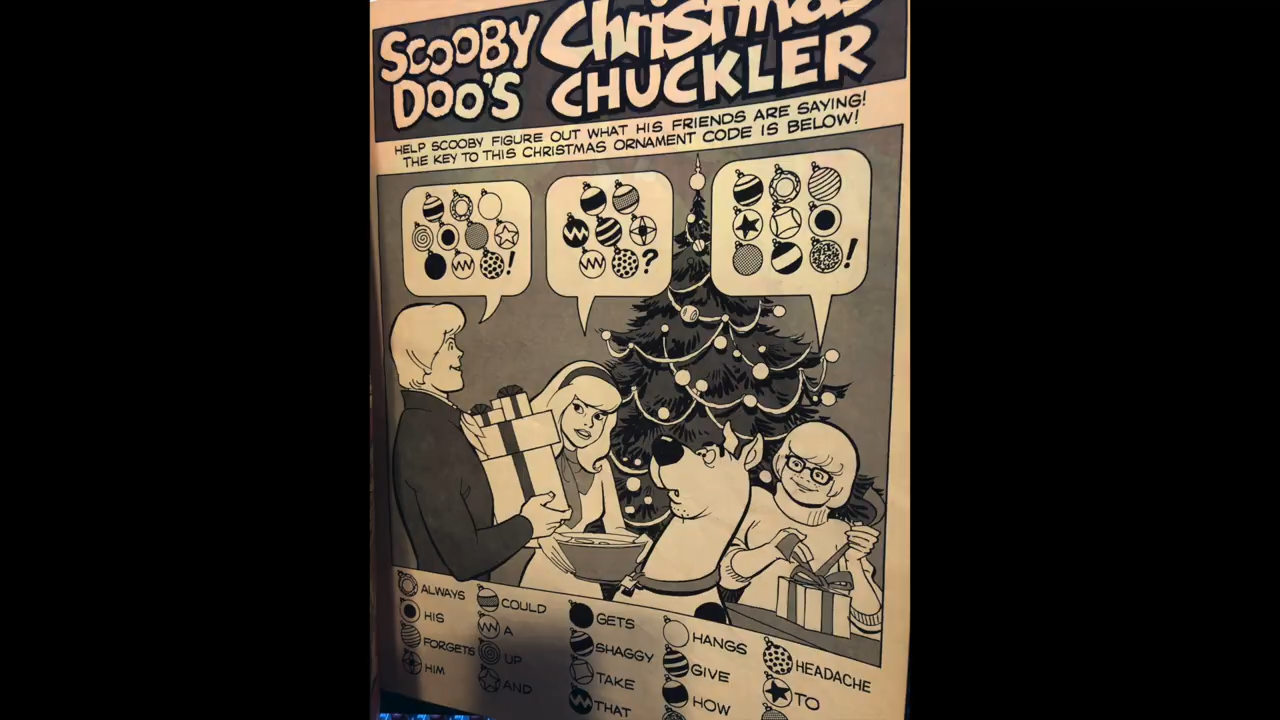 SCOOBY Christmas
DOO'S CHUCKLER
HELP SCOOBY FIGURE OUT WHAT HIS FRIENDS ARE SAYING!
THE KEY TO THIS CHRISTMAS ORNAMENT CODE IS BELOW!
!
?
!
ALWAYS
HIS
FORGETS
HIM
COULD
A
UP
AND
GETS
SHAGGY
TAKE
THAT
HANGS
GIVE
HOW
HEADACHE
TO